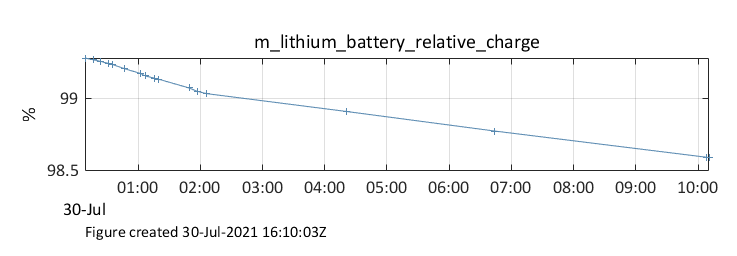 m_lithium_battery_relative_charge
%
99
98.5
01:00 02:00 03:00 04:00 05:00 06:00 07:00 08:00 09:00 10:00
30-Jul
Figure created 30-Jul-2021 16:10:03Z